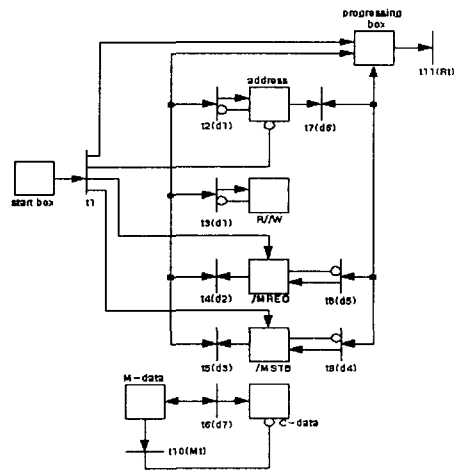 progressing
box
t11(Rt)
address
t2(d1)
t7(d6)
start box
t1
t3(d1)
R//W
/MREQ
t4(d2)
t8(d5)
/MSTB
t5(d3)
t9(d4)
M-data
t6(d7)
C-data
t10(Mt)